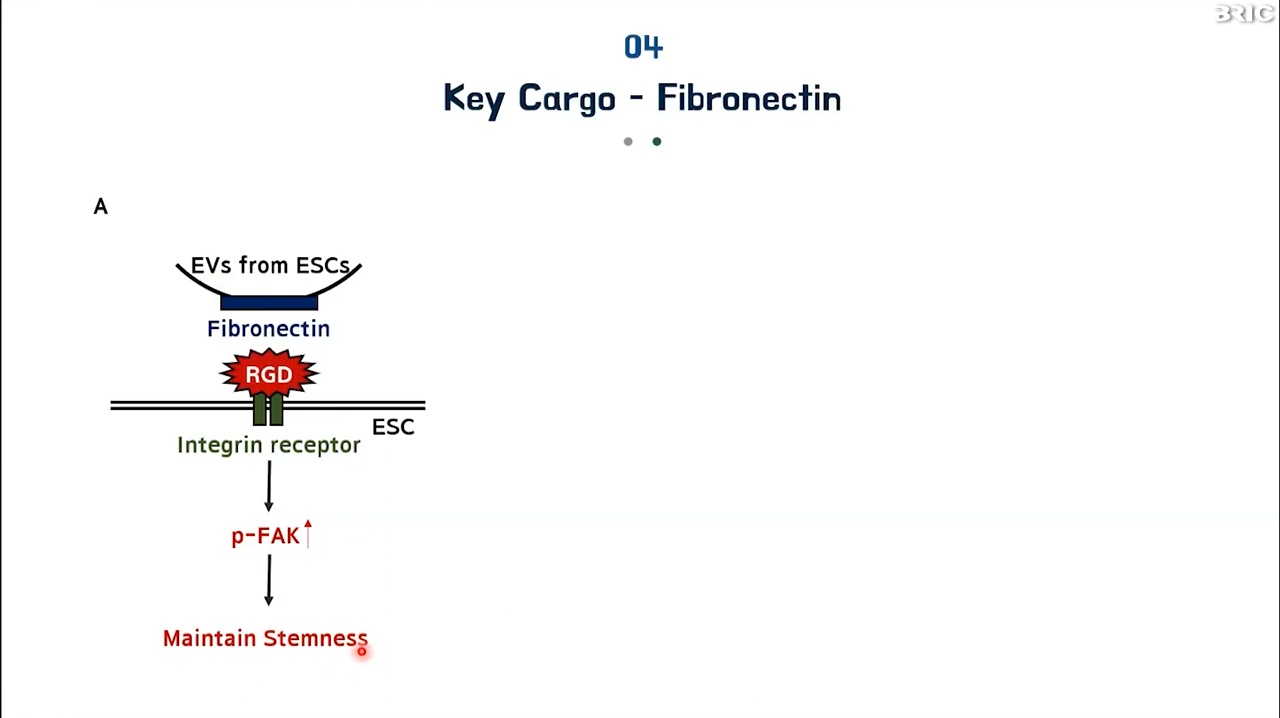 BRIC
04
Key Cargo - Fibronectin
A
EVs from ESCs
Fibronectin
RGD
ESC
Integrin receptor
p-FAK
Maintain Stemness